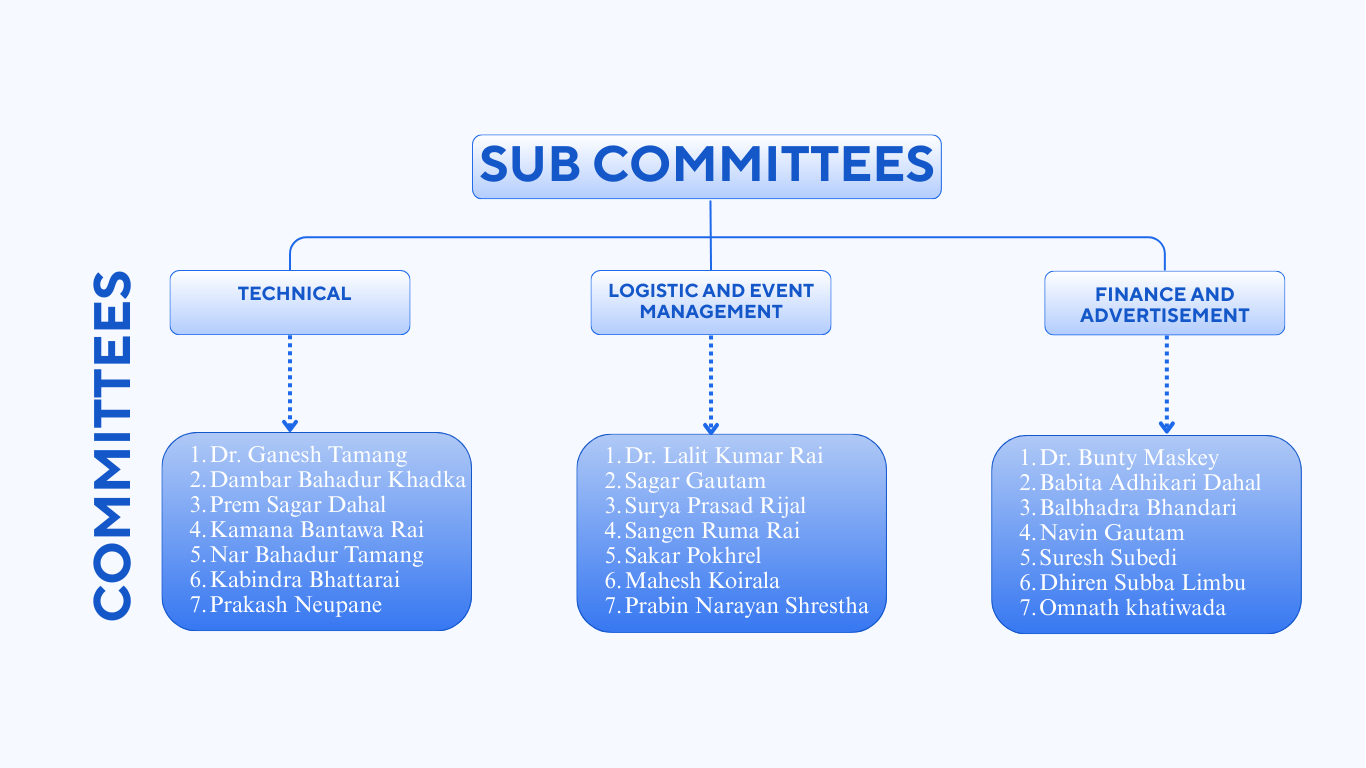 SUB COMMITTEES
COMMITTEES
TECHNICAL
1. Dr. Ganesh Tamang
2. Dambar Bahadur Khadka
3. Prem Sagar Dahal
4. Kamana Bantawa Rai
5. Nar Bahadur Tamang
6. Kabindra Bhattarai
7. Prakash Neupane
LOGISTIC AND EVENT
MANAGEMENT
1. Dr. Lalit Kumar Rai
2. Sagar Gautam
3. Surya Prasad Rijal
4. Sangen Ruma Rai
5. Sakar Pokhrel
6. Mahesh Koirala
7. Prabin Narayan Shrestha
FINANCE AND
ADVERTISEMENT
1. Dr. Bunty Maskey
2. Babita Adhikari Dahal
3. Balbhadra Bhandari
4. Navin Gautam
5. Suresh Subedi
6. Dhiren Subba Limbu
7. Omnath khatiwada